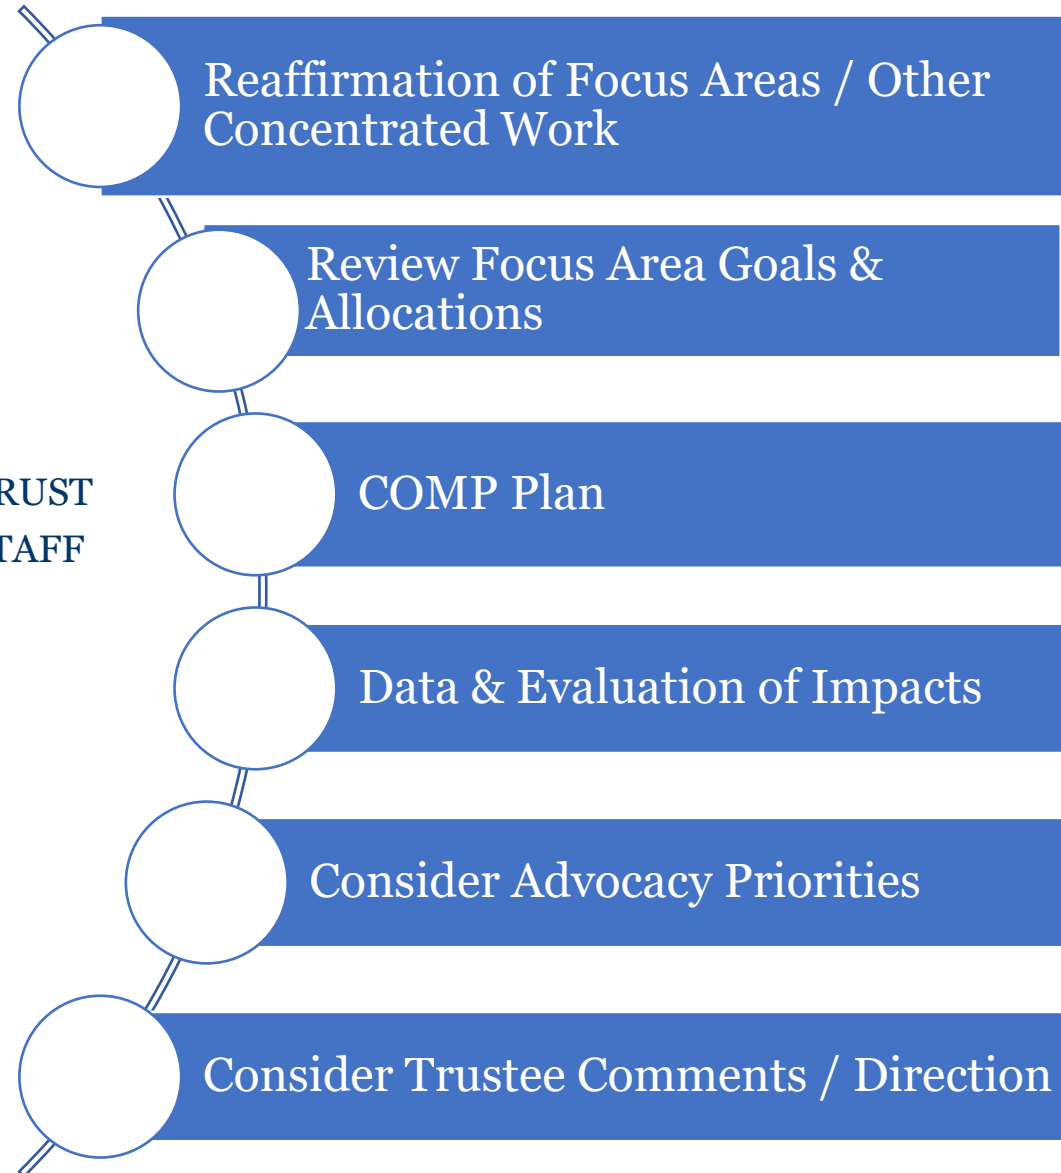 Reaffirmation of Focus Areas / Other
Concentrated Work
Review Focus Area Goals &
Allocations
RUST
TAFF
COMP Plan
Data & Evaluation of Impacts
Consider Advocacy Priorities
Consider Trustee Comments / Direction